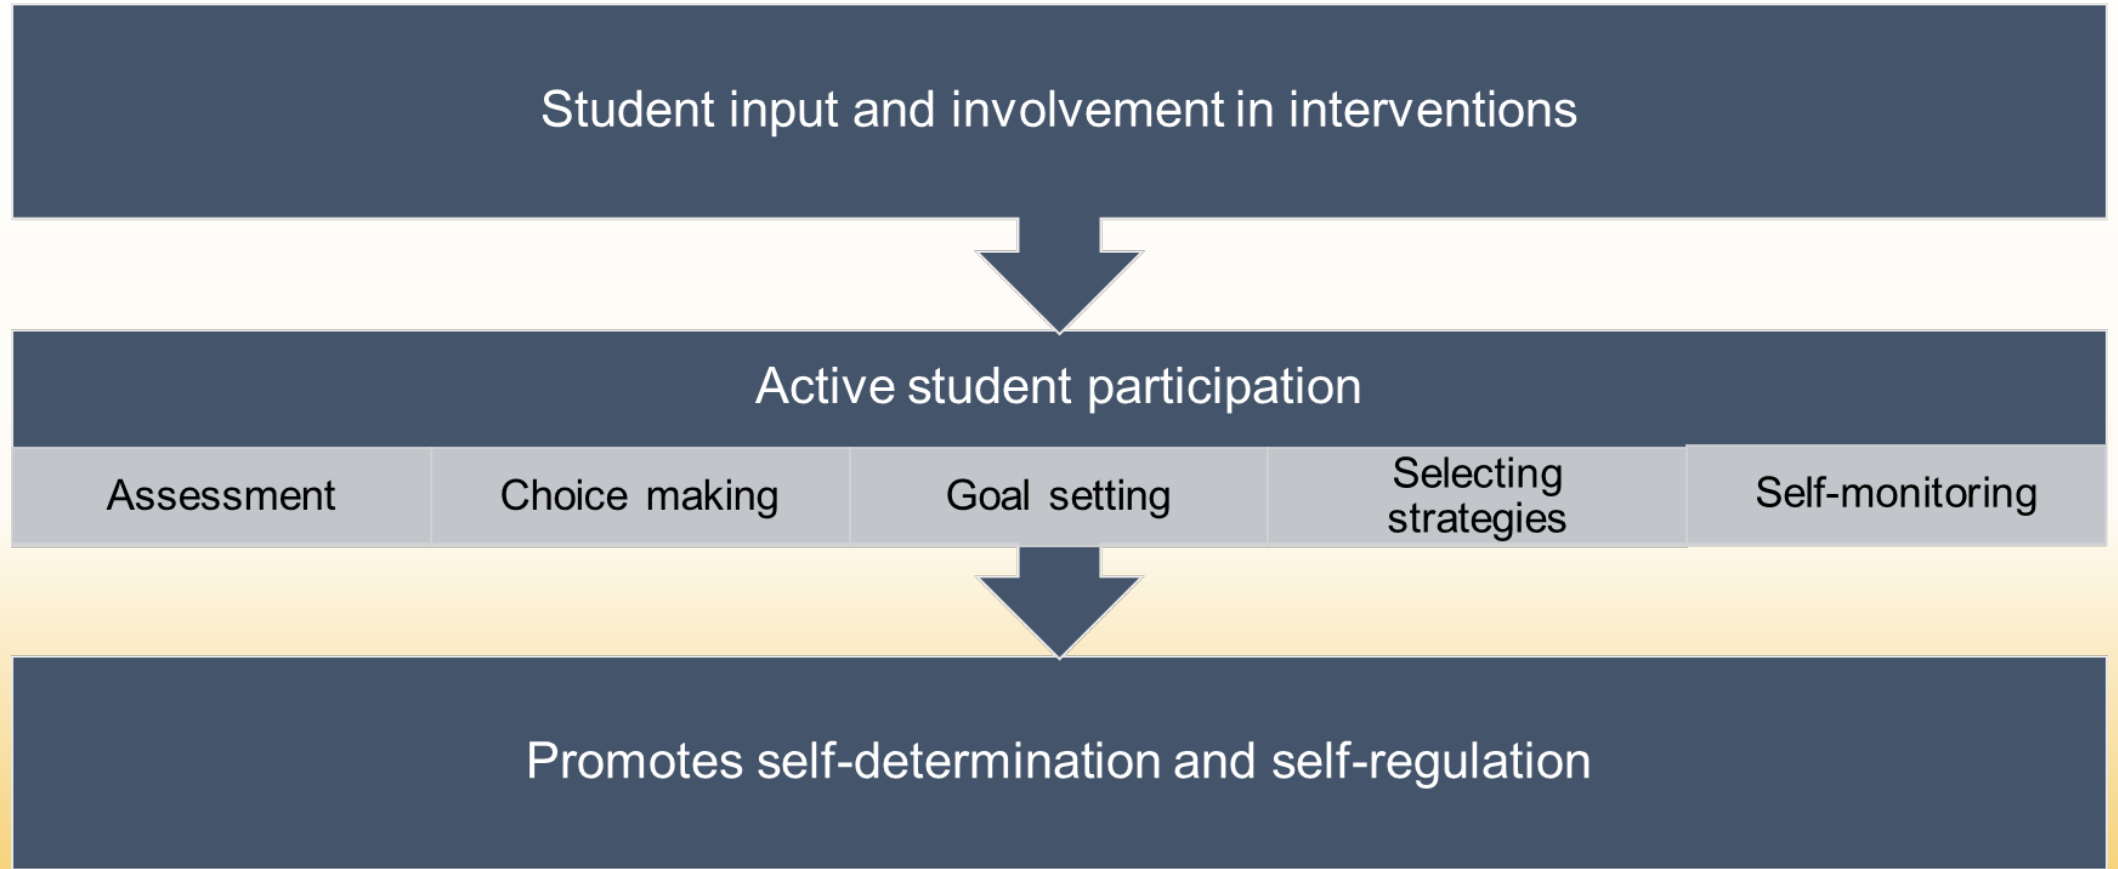 Student input and involvement in interventions
Active student participation
Assessment
Choice making
Goal setting
Selecting
strategies
Self-monitoring
Promotes self-determination and self-regulation